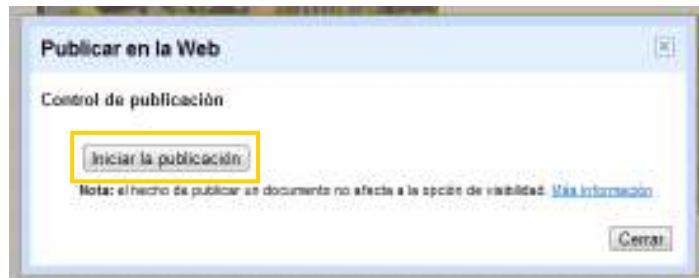 Publicar en la Web
Control de publicación
Iniciar la publicación
Nota: el hecho de publicar un documento no afecta a la opción de visibilidad. Más información
Cerrar